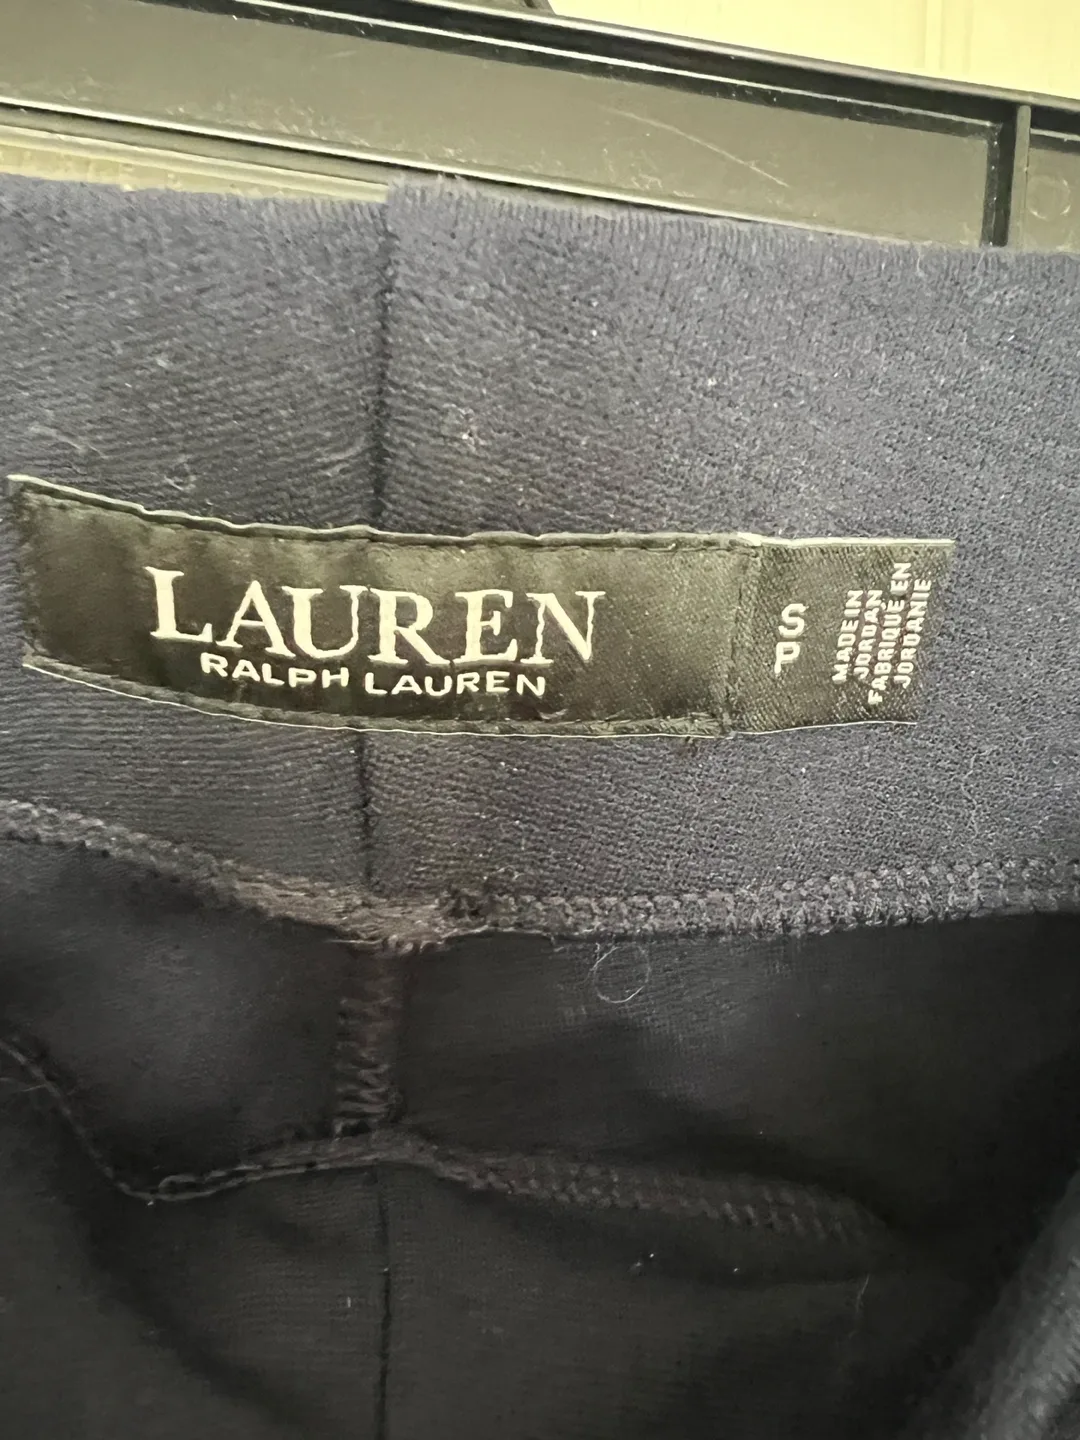 LAUREN
RALPH LAUREN
S
P
MADE IN
JORDAN
FABRIQUÉ EN
JORDANIE